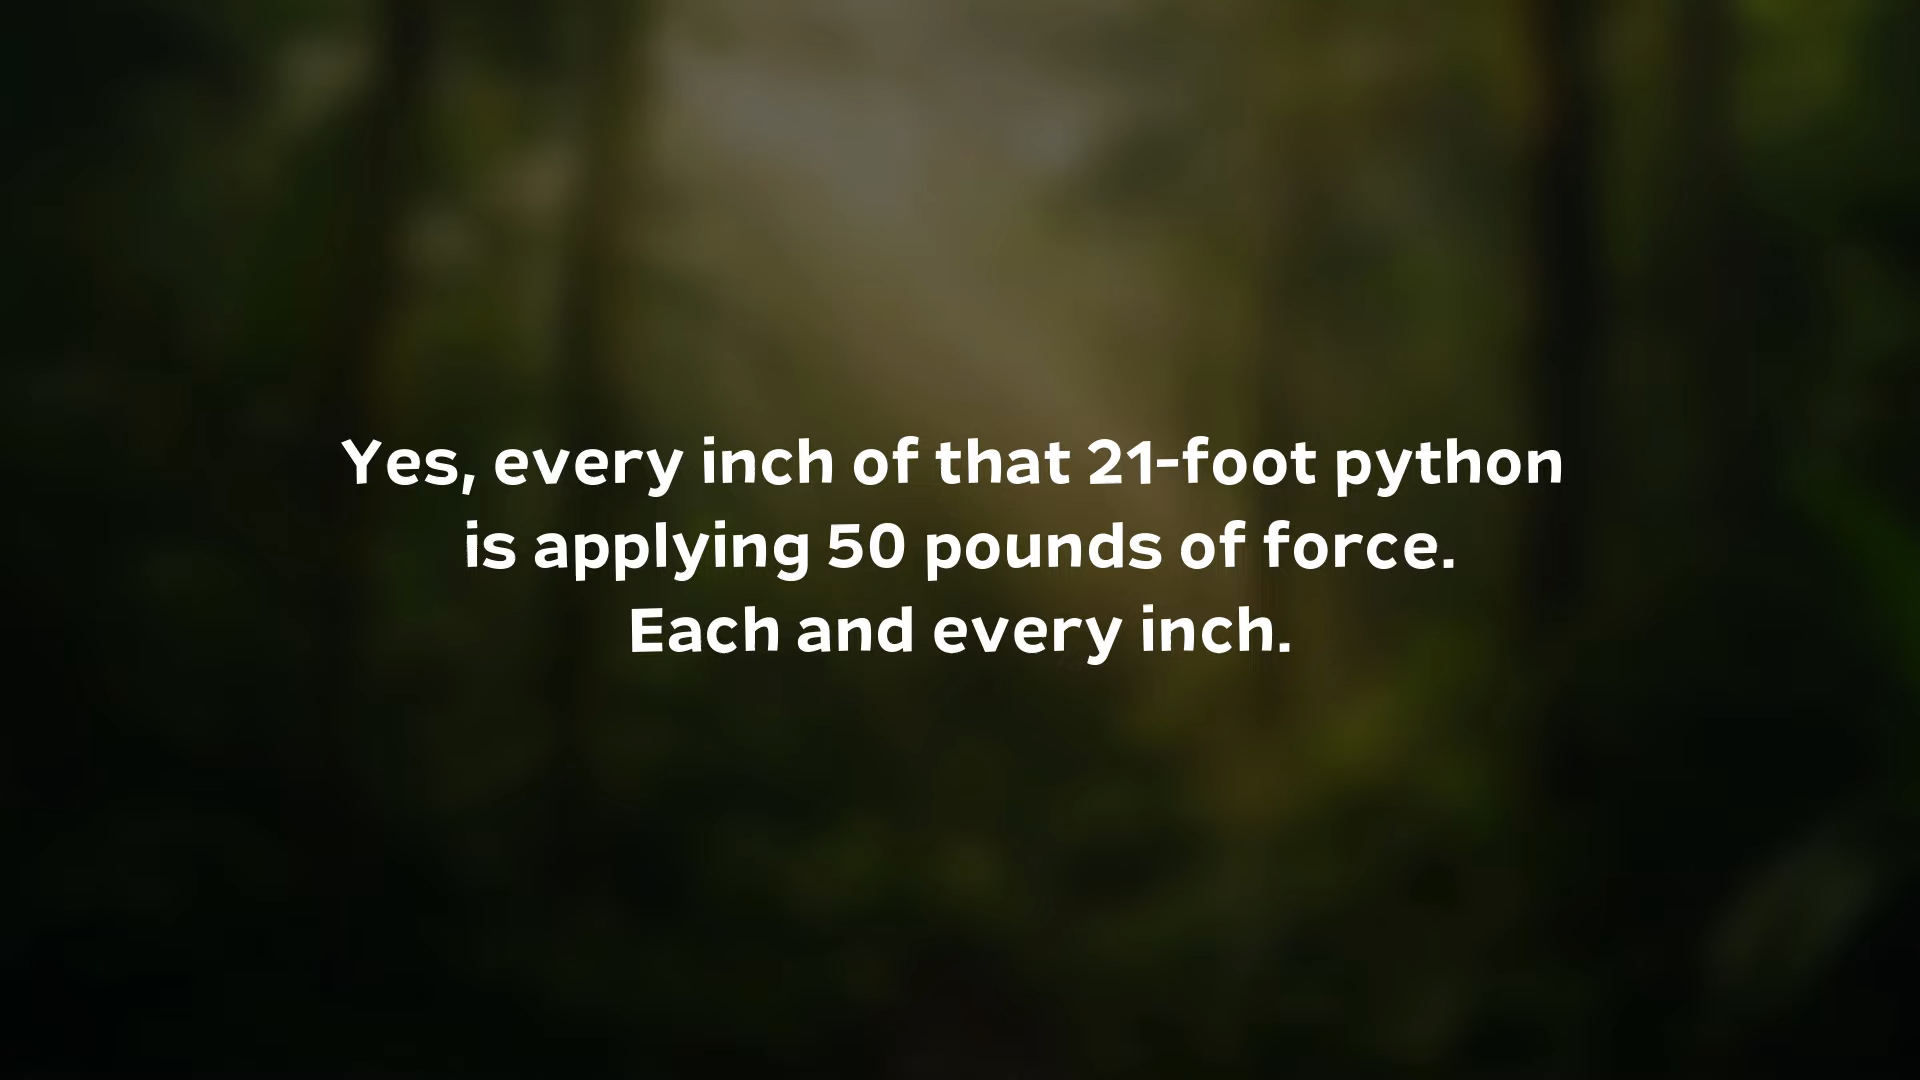 Yes, every inch of that 21-foot python
is applying 50 pounds of force.
Each and every inch.